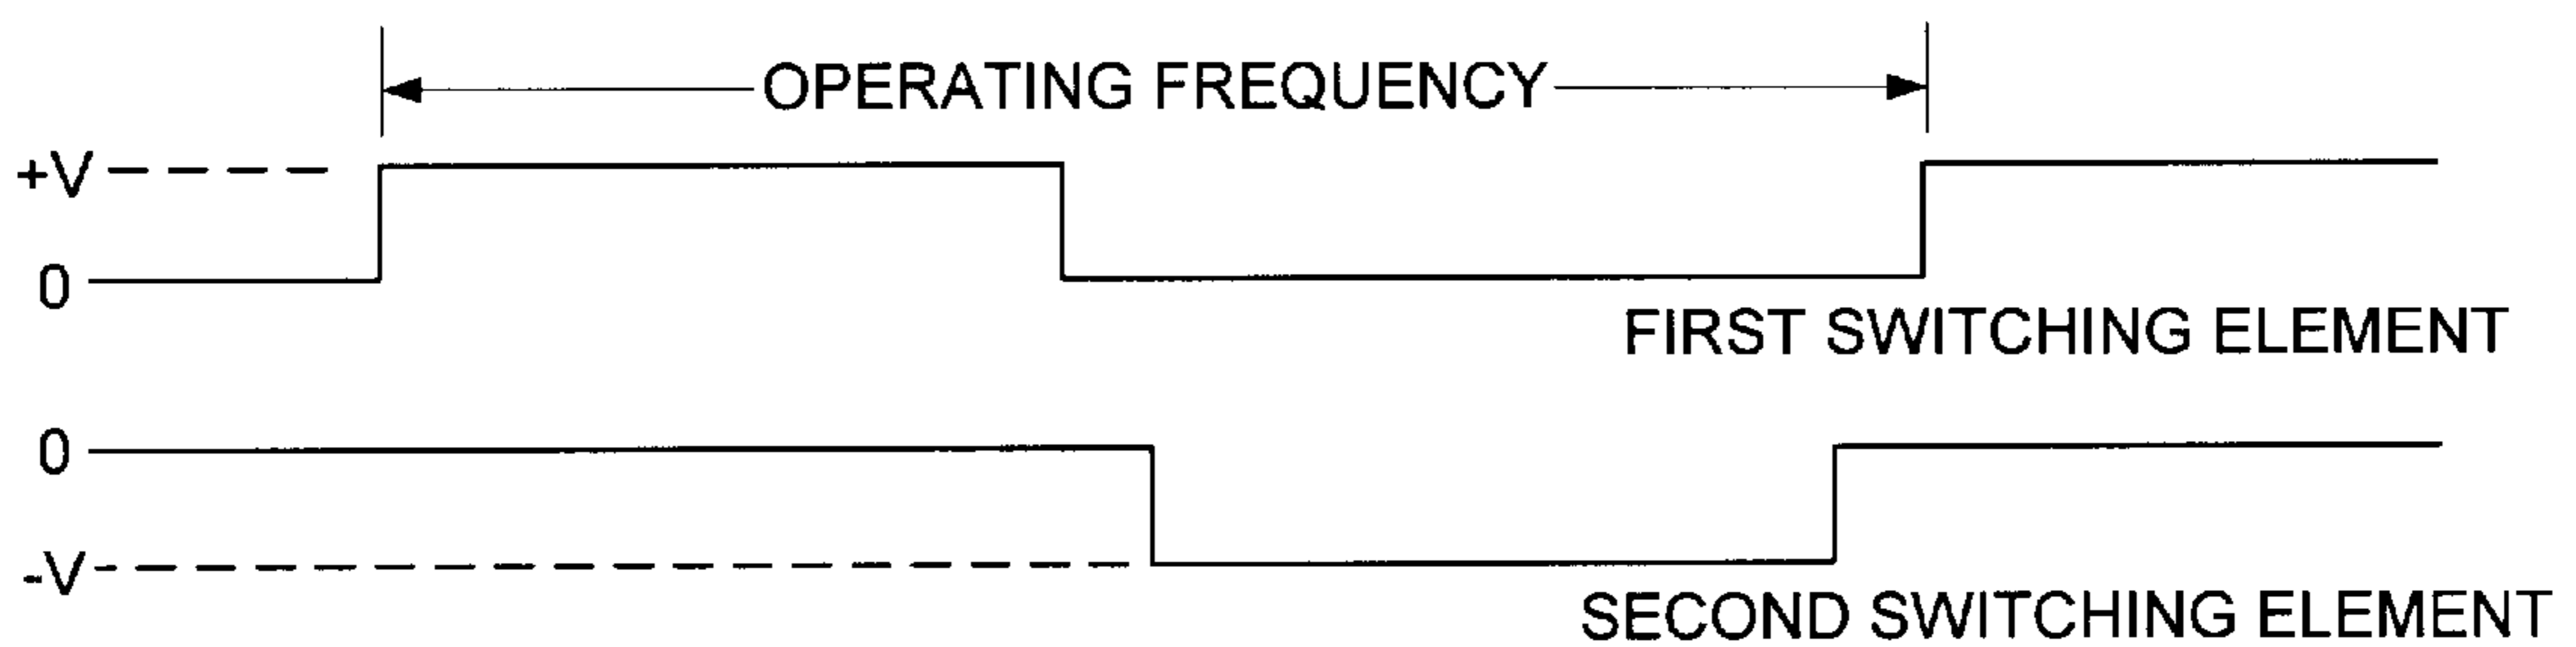 OPERATING FREQUENCY
+V
0
FIRST SWITCHING ELEMENT
0
-V
SECOND SWITCHING ELEMENT